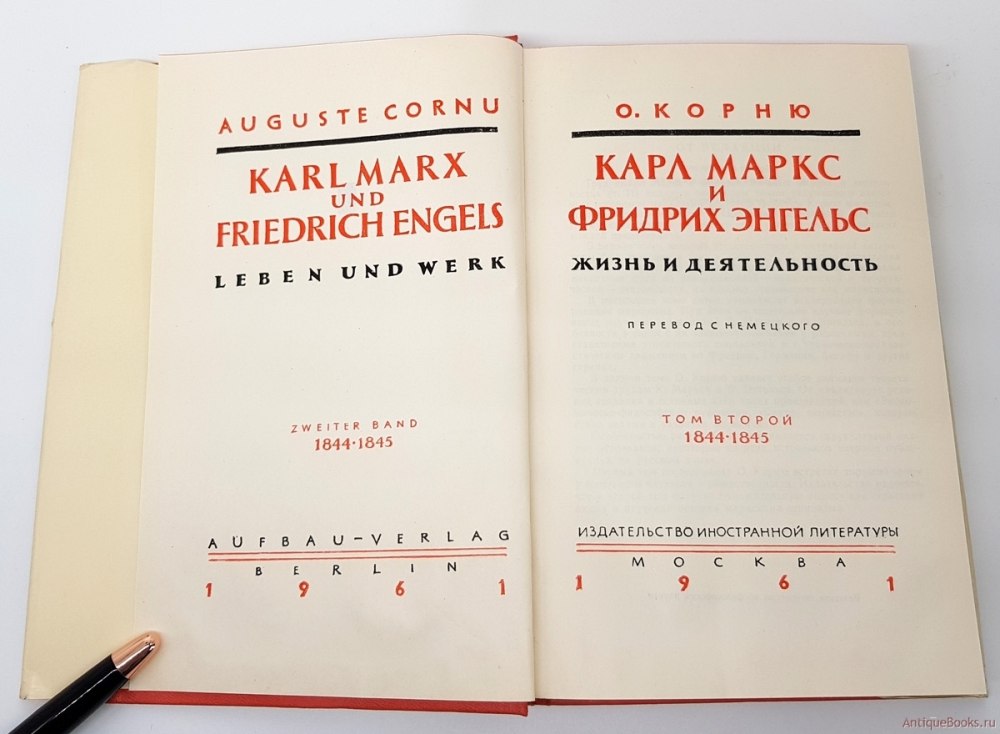 AUGUSTE CORNU
KARL MARX
UND
FRIEDRICH ENGELS
LEBEN UND WERK
ZWEITER BAND
1844·1845
AUFBAU–VERLAG
BERLIN
1961
О. КОРНЮ
КАРЛ МАРКС
И
ФРИДРИХ ЭНГЕЛЬС
ЖИЗНЬ И ДЕЯТЕЛЬНОСТЬ
ПЕРЕВОД С НЕМЕЦКОГО
ТОМ ВТОРОЙ
1844·1845
ИЗДАТЕЛЬСТВО ИНОСТРАННОЙ ЛИТЕРАТУРЫ
МОСКВА
1961
AntiqueBooks.ru